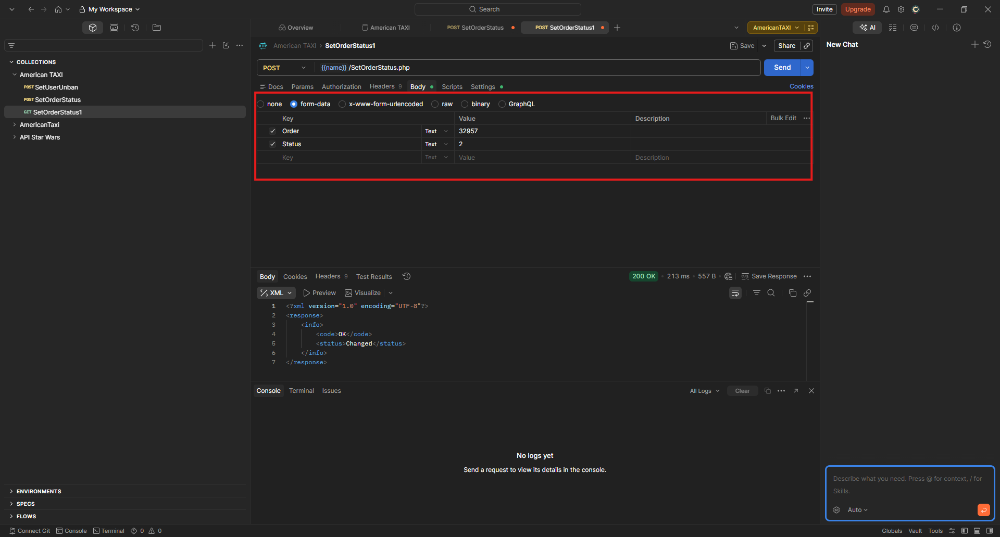 My Workspace
Search
Invite
Upgrade
Overview
American TAXI
POST SetOrderStatus
POST SetOrderStatus1
AmericanTAXI
AI
HTTP American TAXI > SetOrderStatus1
Save
Share
New Chat
COLLECTIONS
American TAXI
POST SetUserUnban
POST SetOrderStatus
GET SetOrderStatus1
AmericanTaxi
API Star Wars
POST
{{name}} /SetOrderStatus.php
Send
Docs Params Authorization Headers 9 Body Scripts Settings
Cookies
none form-data x-www-form-urlencoded raw binary GraphQL
Key Value Description Bulk Edit
Order Text 32957
Status Text 2
Key Text Value Description
Body Cookies Headers 9 Test Results
200 OK 213 ms 557 B e.g. Save Response
XML Preview Visualize
1 <?xml version="1.0" encoding="UTF-8"?>
2 <response>
3 <info>
4 <code>OK</code>
5 <status>Changed</status>
6 </info>
7 </response>
Console Terminal Issues
All Logs Clear
No logs yet
Send a request to view its details in the console.
Describe what you need. Press @ for context, / for
Skills.
Auto
ENVIRONMENTS
SPECS
FLOWS
Connect Git Console Terminal 0 0
Globals Vault Tools